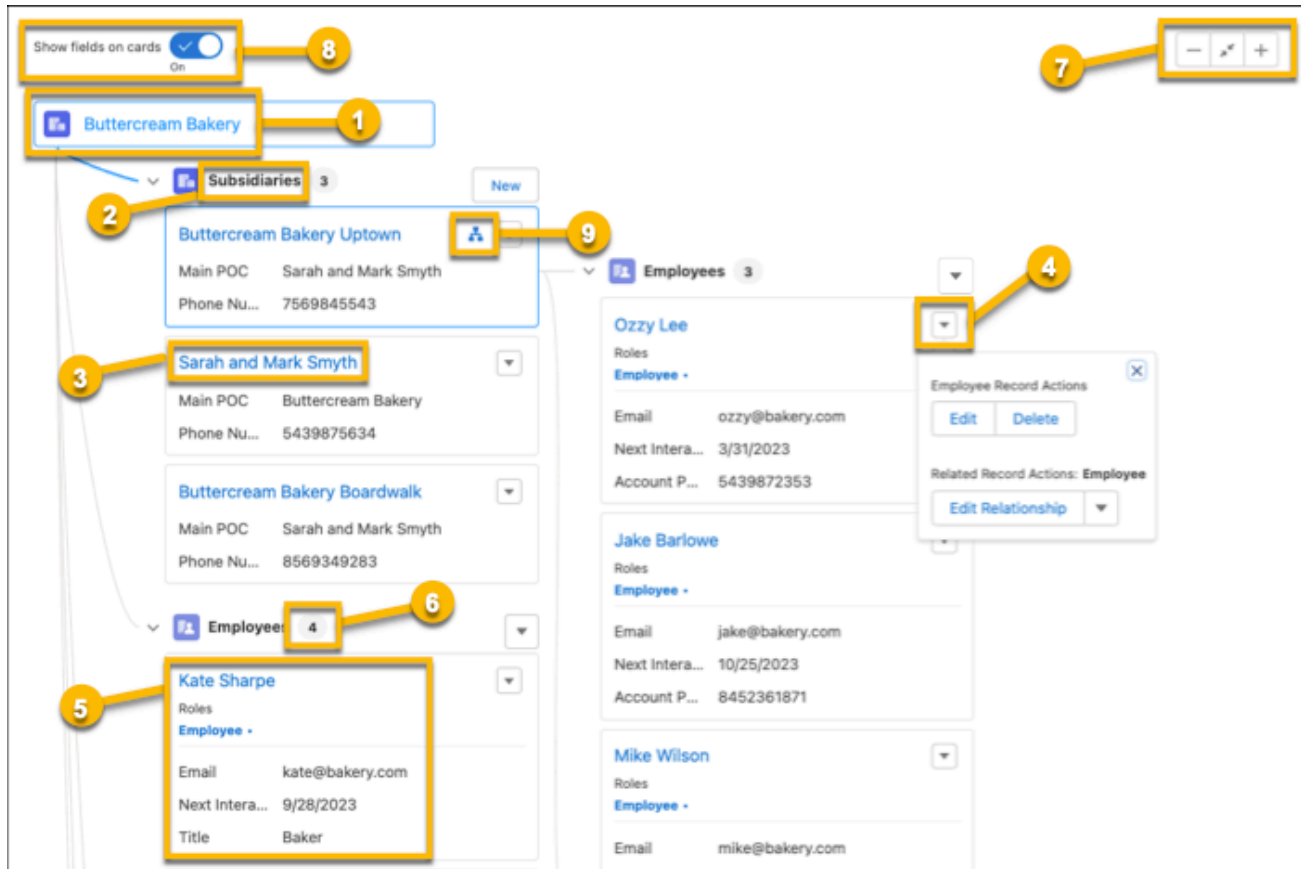 Show fields on cards
On
8
7
Buttercream Bakery
1
Subsidiaries 3
New
2
Buttercream Bakery Uptown
9
Main POC Sarah and Mark Smyth
Phone Nu... 7569845543
Sarah and Mark Smyth
3
Main POC Buttercream Bakery
Phone Nu... 5439875634
Buttercream Bakery Boardwalk
Main POC Sarah and Mark Smyth
Phone Nu... 8569349283
Employees 4
6
Kate Sharpe
5
Roles
Employee •
Email kate@bakery.com
Next Intera... 9/28/2023
Title Baker
Employees 3
4
Ozzy Lee
Roles
Employee •
Email ozzy@bakery.com
Next Intera... 3/31/2023
Account P... 5439872353
Employee Record Actions
Edit Delete
Related Record Actions: Employee
Edit Relationship
Jake Barlowe
Roles
Employee •
Email jake@bakery.com
Next Intera... 10/25/2023
Account P... 8452361871
Mike Wilson
Roles
Employee •
Email mike@bakery.com